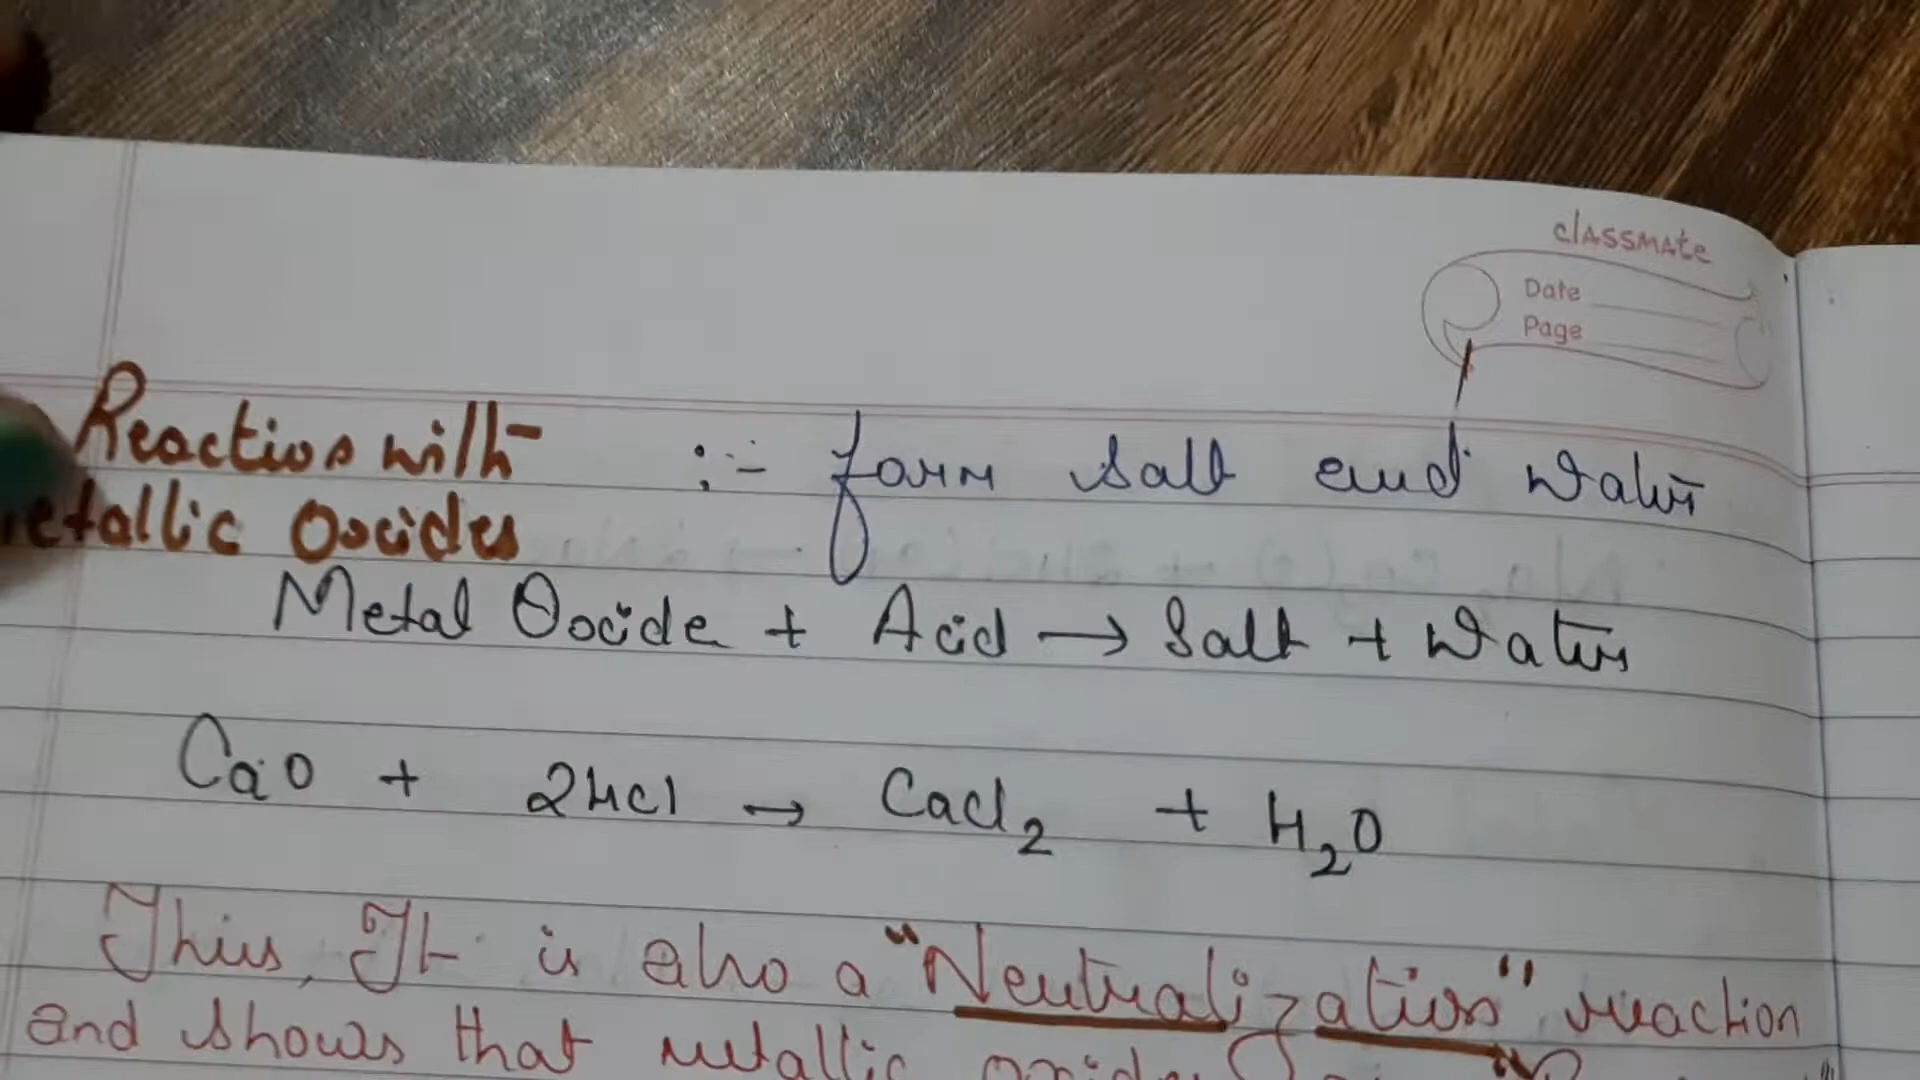 classmate
Date
Page
Reaction with :- form salt and water
etallic Oxides
Metal Oxide + Acid → Salt + Water
CaO + 2HCl → CaCl₂ + H₂O
This, It is also a "Neutralization" reaction
and shows that metallic